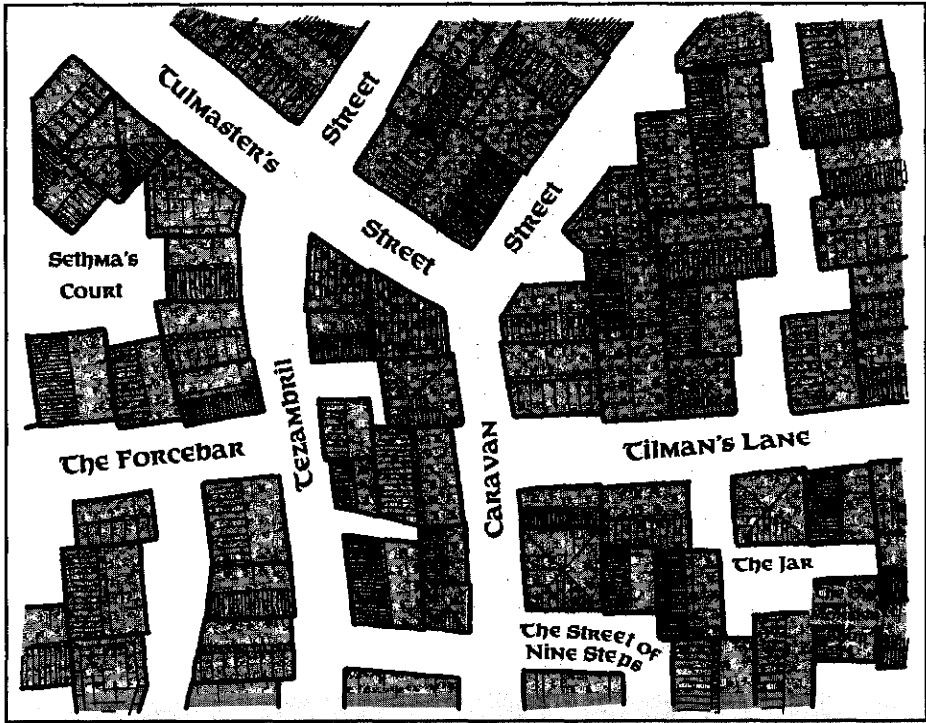 Tulmaster's
Street
Street
Street
Sethma's
Court
Tezambril
The Forcebar
Caravan
Tilman's Lane
The Jar
The Street of
Nine Steps